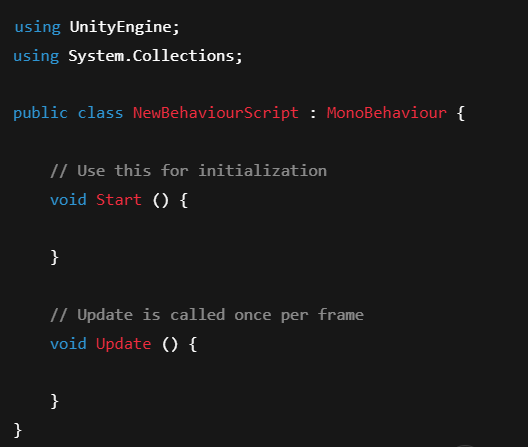 using UnityEngine;
using System.Collections;

public class NewBehaviourScript : MonoBehaviour {

    // Use this for initialization
    void Start () {

    }

    // Update is called once per frame
    void Update () {

    }
}